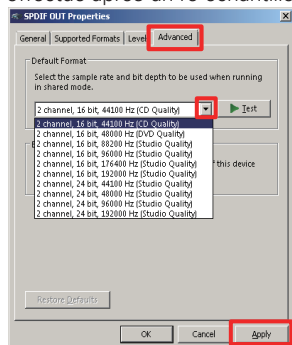 SPDIF OUT Properties
General Supported Formats Levels Advanced
Default Format
Select the sample rate and bit depth to be used when running
in shared mode.
2 channel, 16 bit, 44100 Hz (CD Quality) Test
2 channel, 16 bit, 44100 Hz (CD Quality)
2 channel, 16 bit, 48000 Hz (DVD Quality)
2 channel, 16 bit, 88200 Hz (Studio Quality)
2 channel, 16 bit, 96000 Hz (Studio Quality)
2 channel, 16 bit, 176400 Hz (Studio Quality)
2 channel, 16 bit, 192000 Hz (Studio Quality)
2 channel, 24 bit, 44100 Hz (Studio Quality)
2 channel, 24 bit, 48000 Hz (Studio Quality)
2 channel, 24 bit, 96000 Hz (Studio Quality)
2 channel, 24 bit, 192000 Hz (Studio Quality)
this device
Restore Defaults
OK Cancel Apply